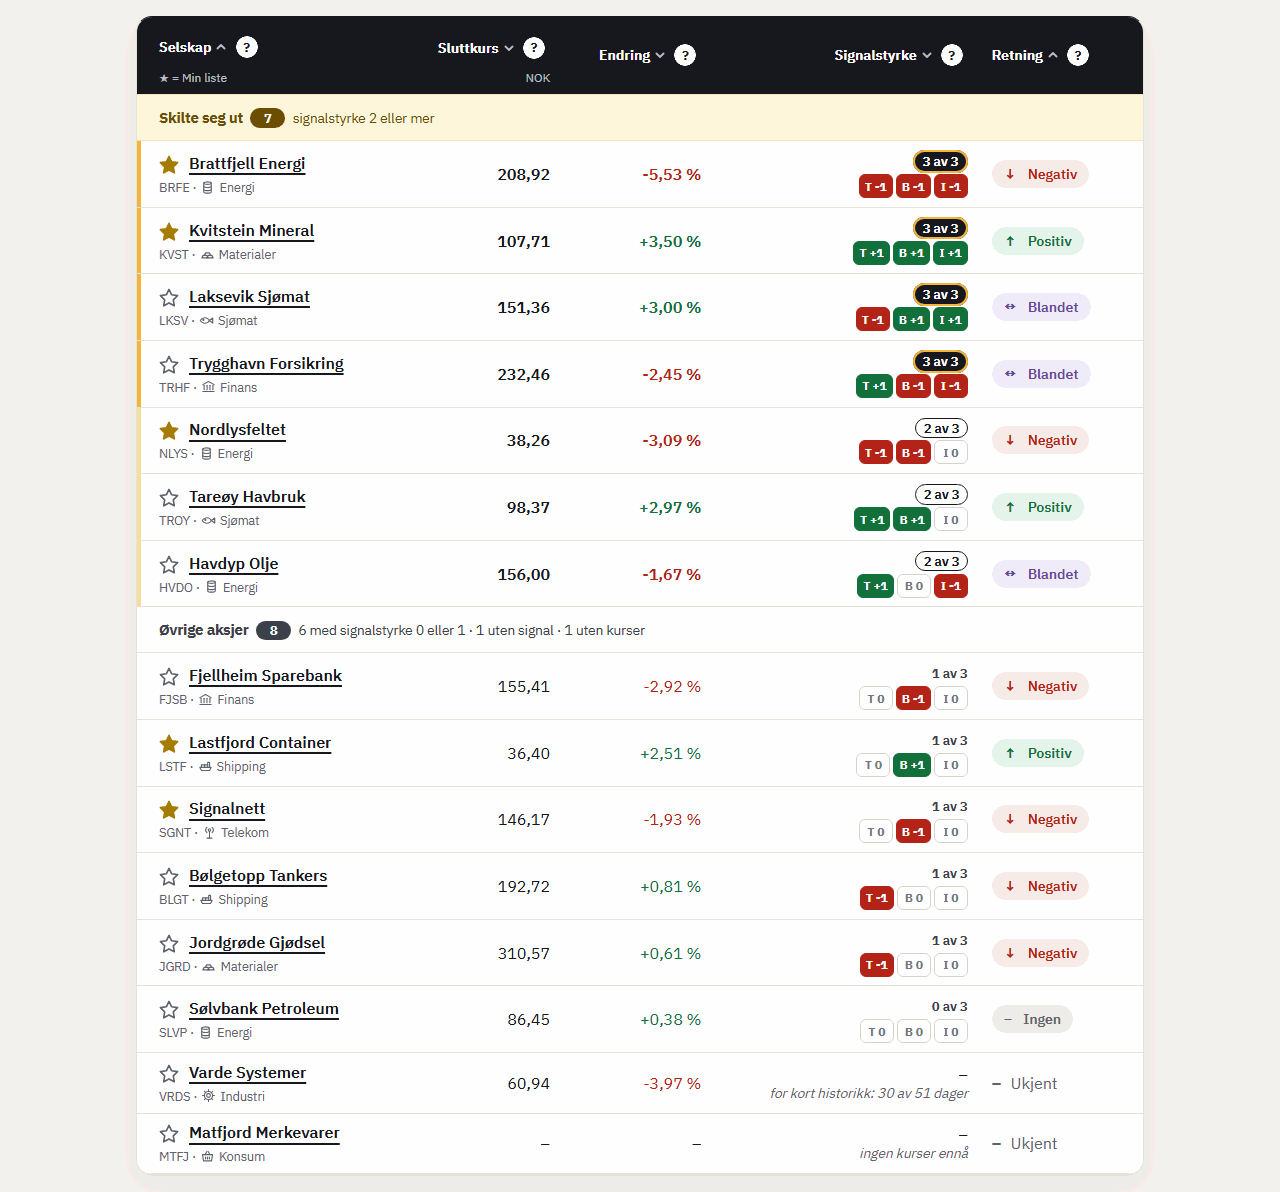 Selskap ? Sluttkurs ? Endring ? Signalstyrke ? Retning ?
★ = Min liste NOK
Skilte seg ut 7 signalstyrke 2 eller mer
Brattfjell Energi 208,92 -5,53 % 3 av 3 ↓ Negativ
BRFE · Energi T -1 B -1 I -1
Kvitstein Mineral 107,71 +3,50 % 3 av 3 ↑ Positiv
KVST · Materialer T +1 B +1 I +1
Laksevik Sjømat 151,36 +3,00 % 3 av 3 ↔ Blandet
LKSV · Sjømat T -1 B +1 I +1
Trygghavn Forsikring 232,46 -2,45 % 3 av 3 ↔ Blandet
TRHF · Finans T +1 B -1 I -1
Nordlysfeltet 38,26 -3,09 % 2 av 3 ↓ Negativ
NLYS · Energi T -1 B -1 I 0
Tareøy Havbruk 98,37 +2,97 % 2 av 3 ↑ Positiv
TROY · Sjømat T +1 B +1 I 0
Havdyp Olje 156,00 -1,67 % 2 av 3 ↔ Blandet
HVDO · Energi T +1 B 0 I -1
Øvrige aksjer 8 6 med signalstyrke 0 eller 1 · 1 uten signal · 1 uten kurser
Fjellheim Sparebank 155,41 -2,92 % 1 av 3 ↓ Negativ
FJSB · Finans T 0 B -1 I 0
Lastfjord Container 36,40 +2,51 % 1 av 3 ↑ Positiv
LSTF · Shipping T 0 B +1 I 0
Signalnett 146,17 -1,93 % 1 av 3 ↓ Negativ
SGNT · Telekom T 0 B -1 I 0
Bølgetopp Tankers 192,72 +0,81 % 1 av 3 ↓ Negativ
BLGT · Shipping T -1 B 0 I 0
Jordgrøde Gjødsel 310,57 +0,61 % 1 av 3 ↓ Negativ
JGRD · Materialer T -1 B 0 I 0
Sølvbank Petroleum 86,45 +0,38 % 0 av 3 – Ingen
SLVP · Energi T 0 B 0 I 0
Varde Systemer 60,94 -3,97 % – – Ukjent
VRDS · Industri for kort historikk: 30 av 51 dager
Matfjord Merkevarer – – – – Ukjent
MTFJ · Konsum ingen kurser ennå